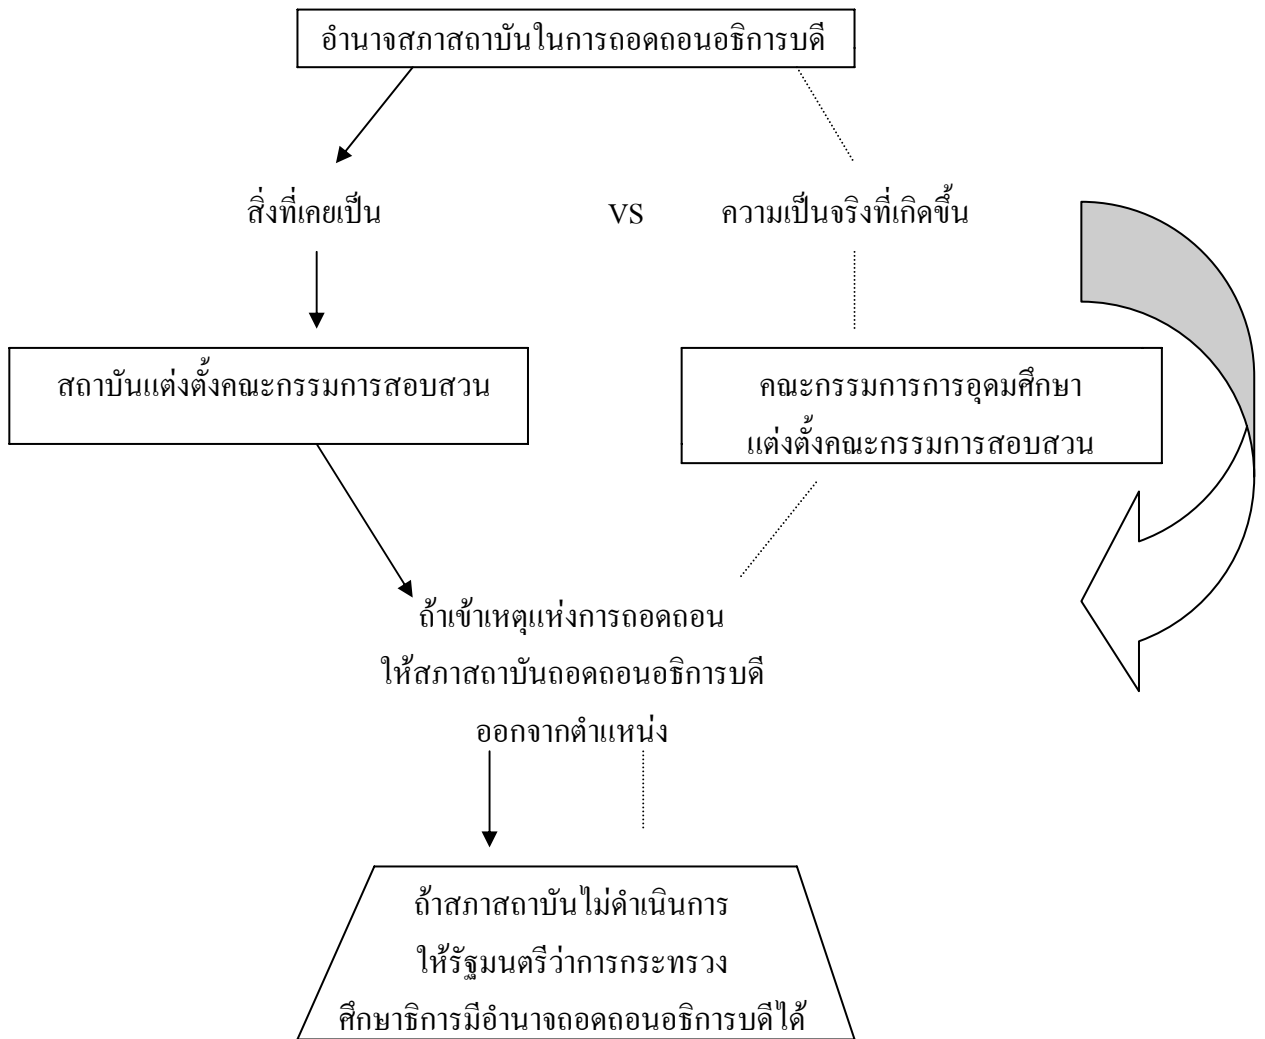 อำนาจสภาสถาบันในการถอดถอนอธิการบดี
สิ่งที่เคยเป็น VS ความเป็นจริงที่เกิดขึ้น
สถาบันแต่งตั้งคณะกรรมการสอบสวน
คณะกรรมการการอุดมศึกษา
แต่งตั้งคณะกรรมการสอบสวน
ถ้าเข้าเหตุแห่งการถอดถอน
ให้สภาสถาบันถอดถอนอธิการบดี
ออกจากตำแหน่ง
ถ้าสภาสถาบันไม่ดำเนินการ
ให้รัฐมนตรีว่าการกระทรวง
ศึกษาธิการมีอำนาจถอดถอนอธิการบดีได้